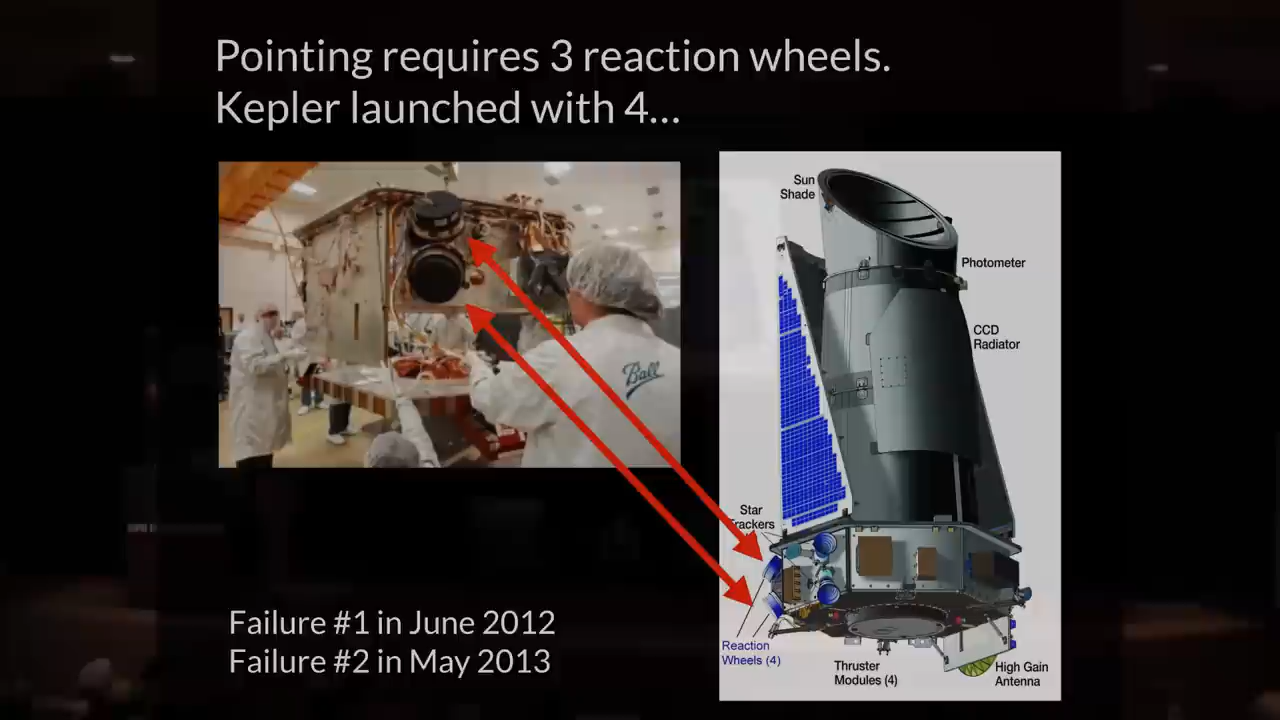 Pointing requires 3 reaction wheels.
Kepler launched with 4...
Ball
Sun
Shade
Photometer
CCD
Radiator
Star
Trackers
Reaction
Wheels (4)
Thruster
Modules (4)
High Gain
Antenna
Failure #1 in June 2012
Failure #2 in May 2013